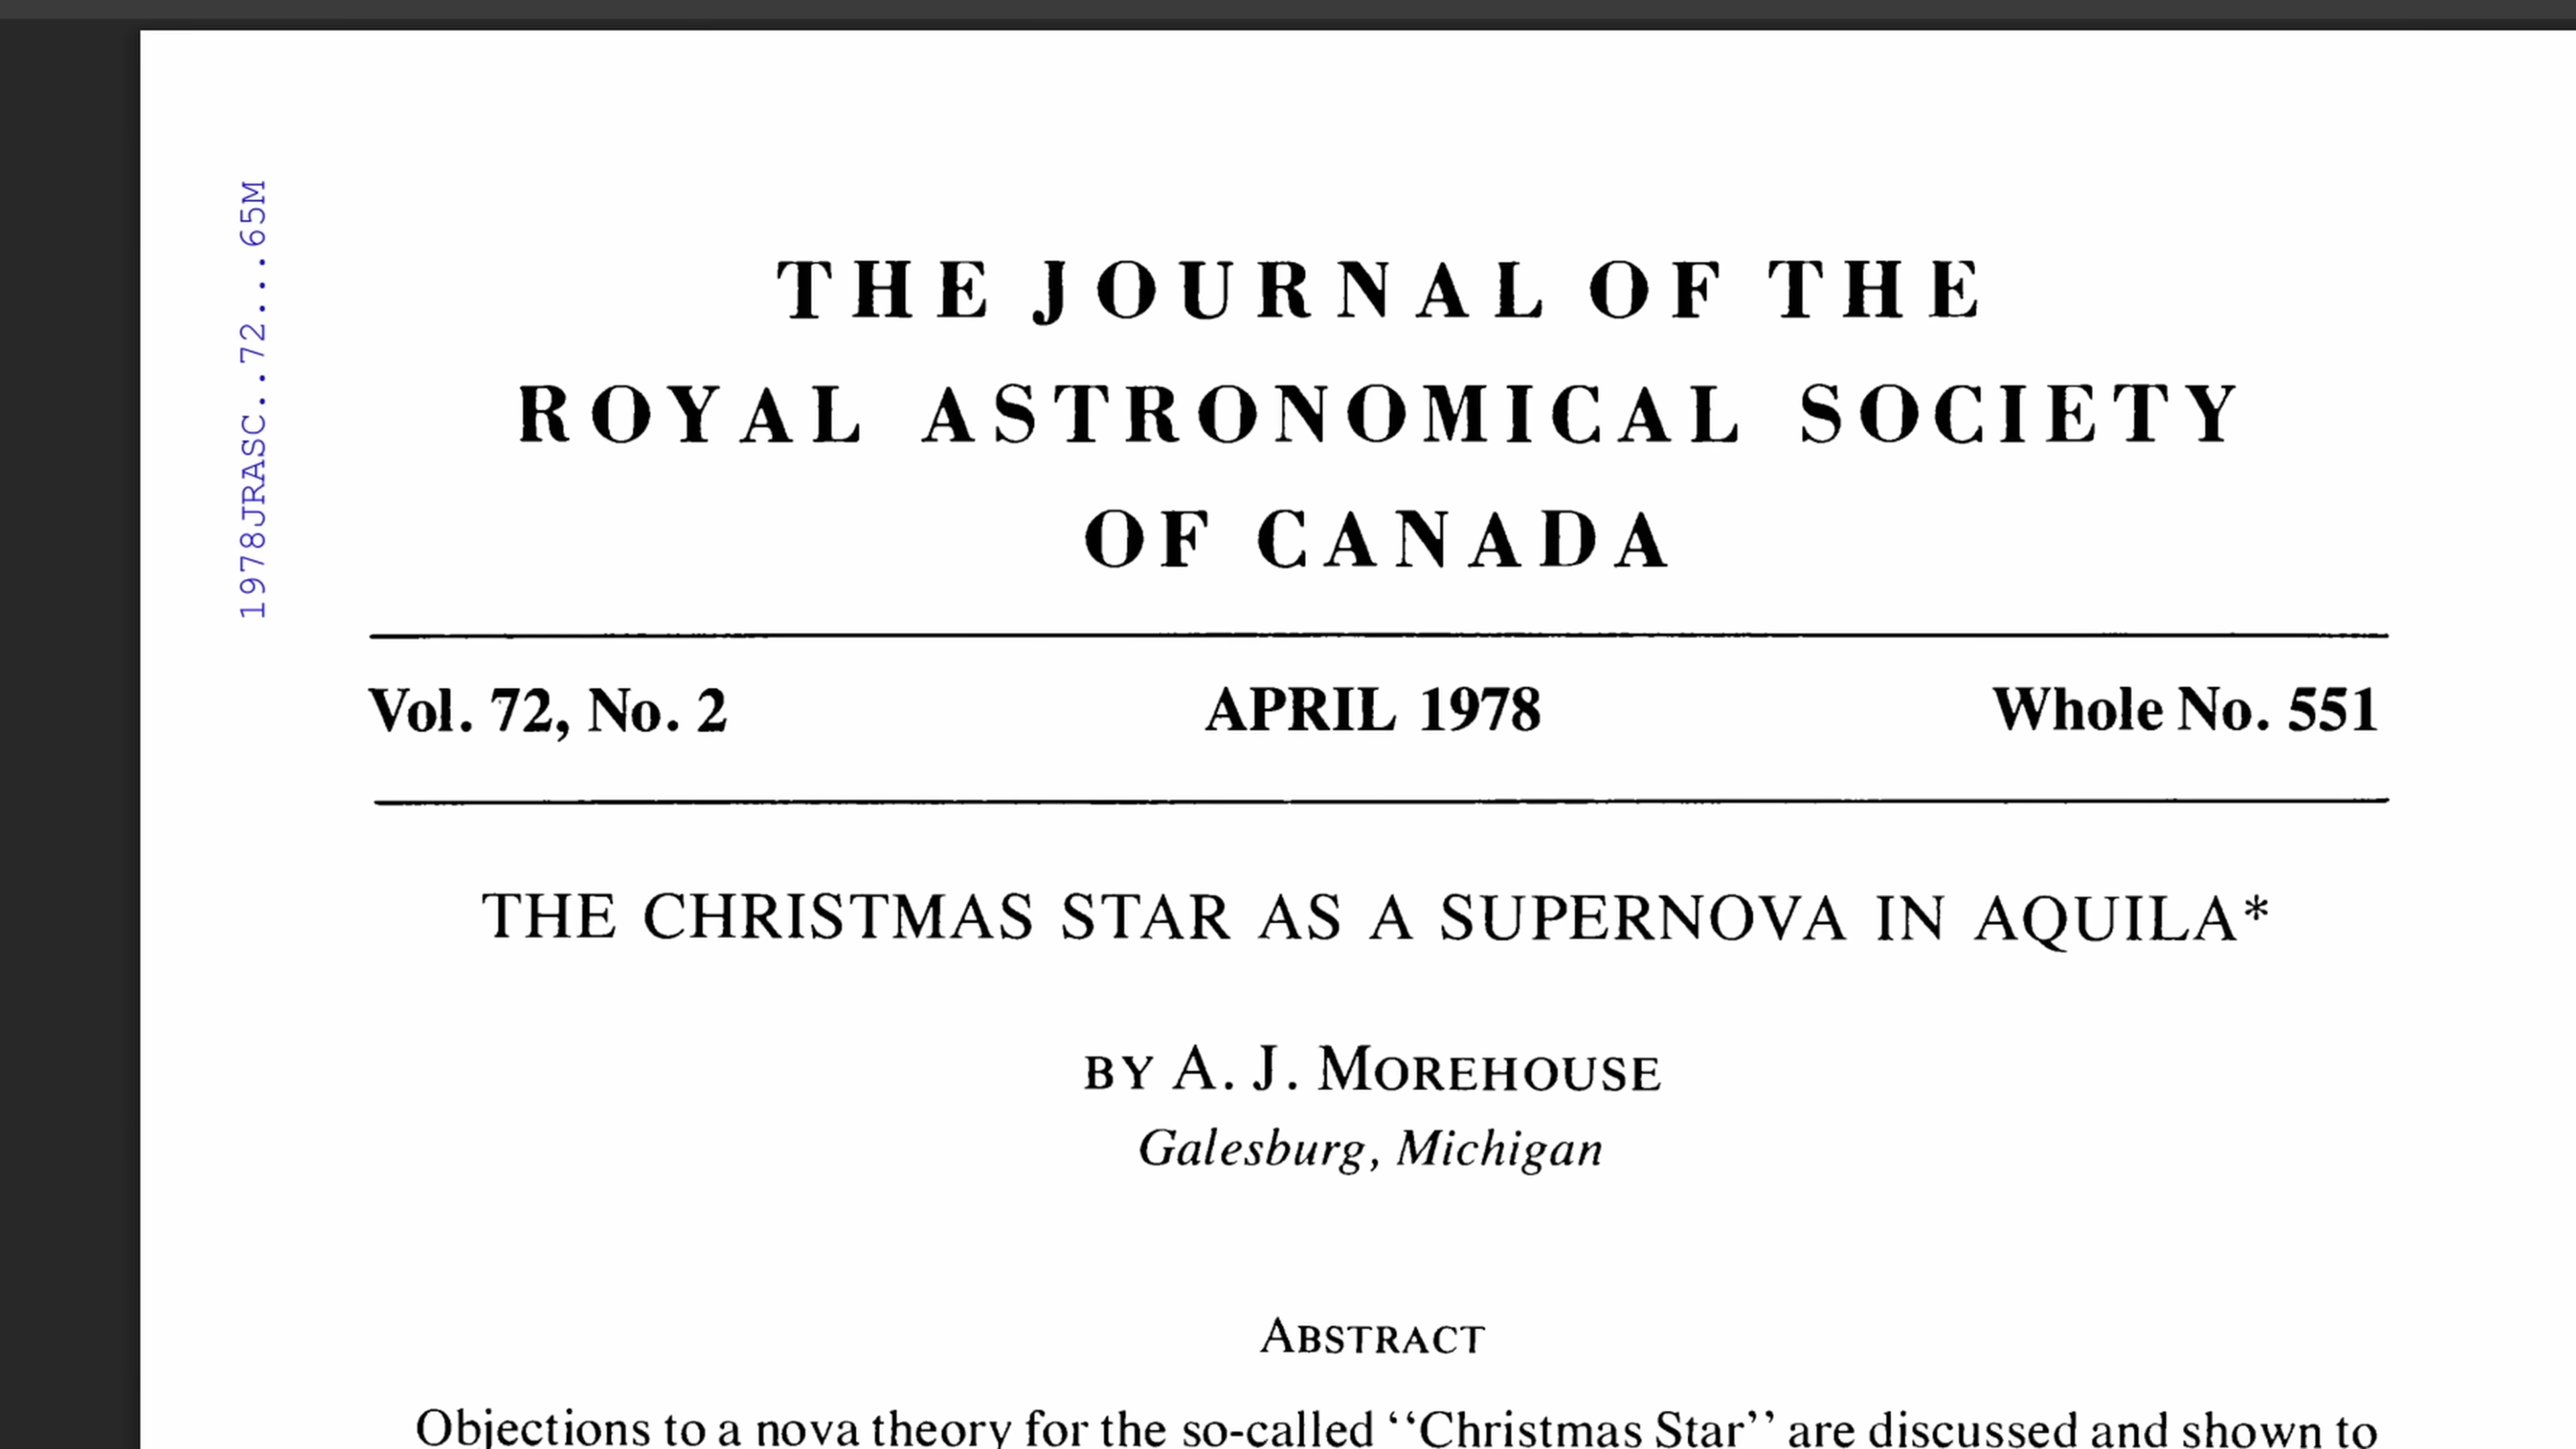 1978JRASC..72...65M
THE JOURNAL OF THE
ROYAL ASTRONOMICAL SOCIETY
OF CANADA
Vol. 72, No. 2 APRIL 1978 Whole No. 551
THE CHRISTMAS STAR AS A SUPERNOVA IN AQUILA*
BY A. J. MOREHOUSE
Galesburg, Michigan
ABSTRACT
Objections to a nova theory for the so-called ‘‘Christmas Star’’ are discussed and shown to